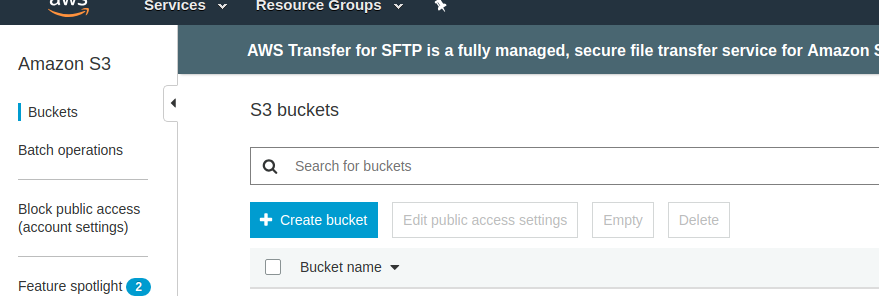 aws
Services
Resource Groups
Amazon S3
Buckets
Batch operations
Block public access
(account settings)
Feature spotlight 2
AWS Transfer for SFTP is a fully managed, secure file transfer service for Amazon S
S3 buckets
Search for buckets
Create bucket
Edit public access settings
Empty
Delete
Bucket name